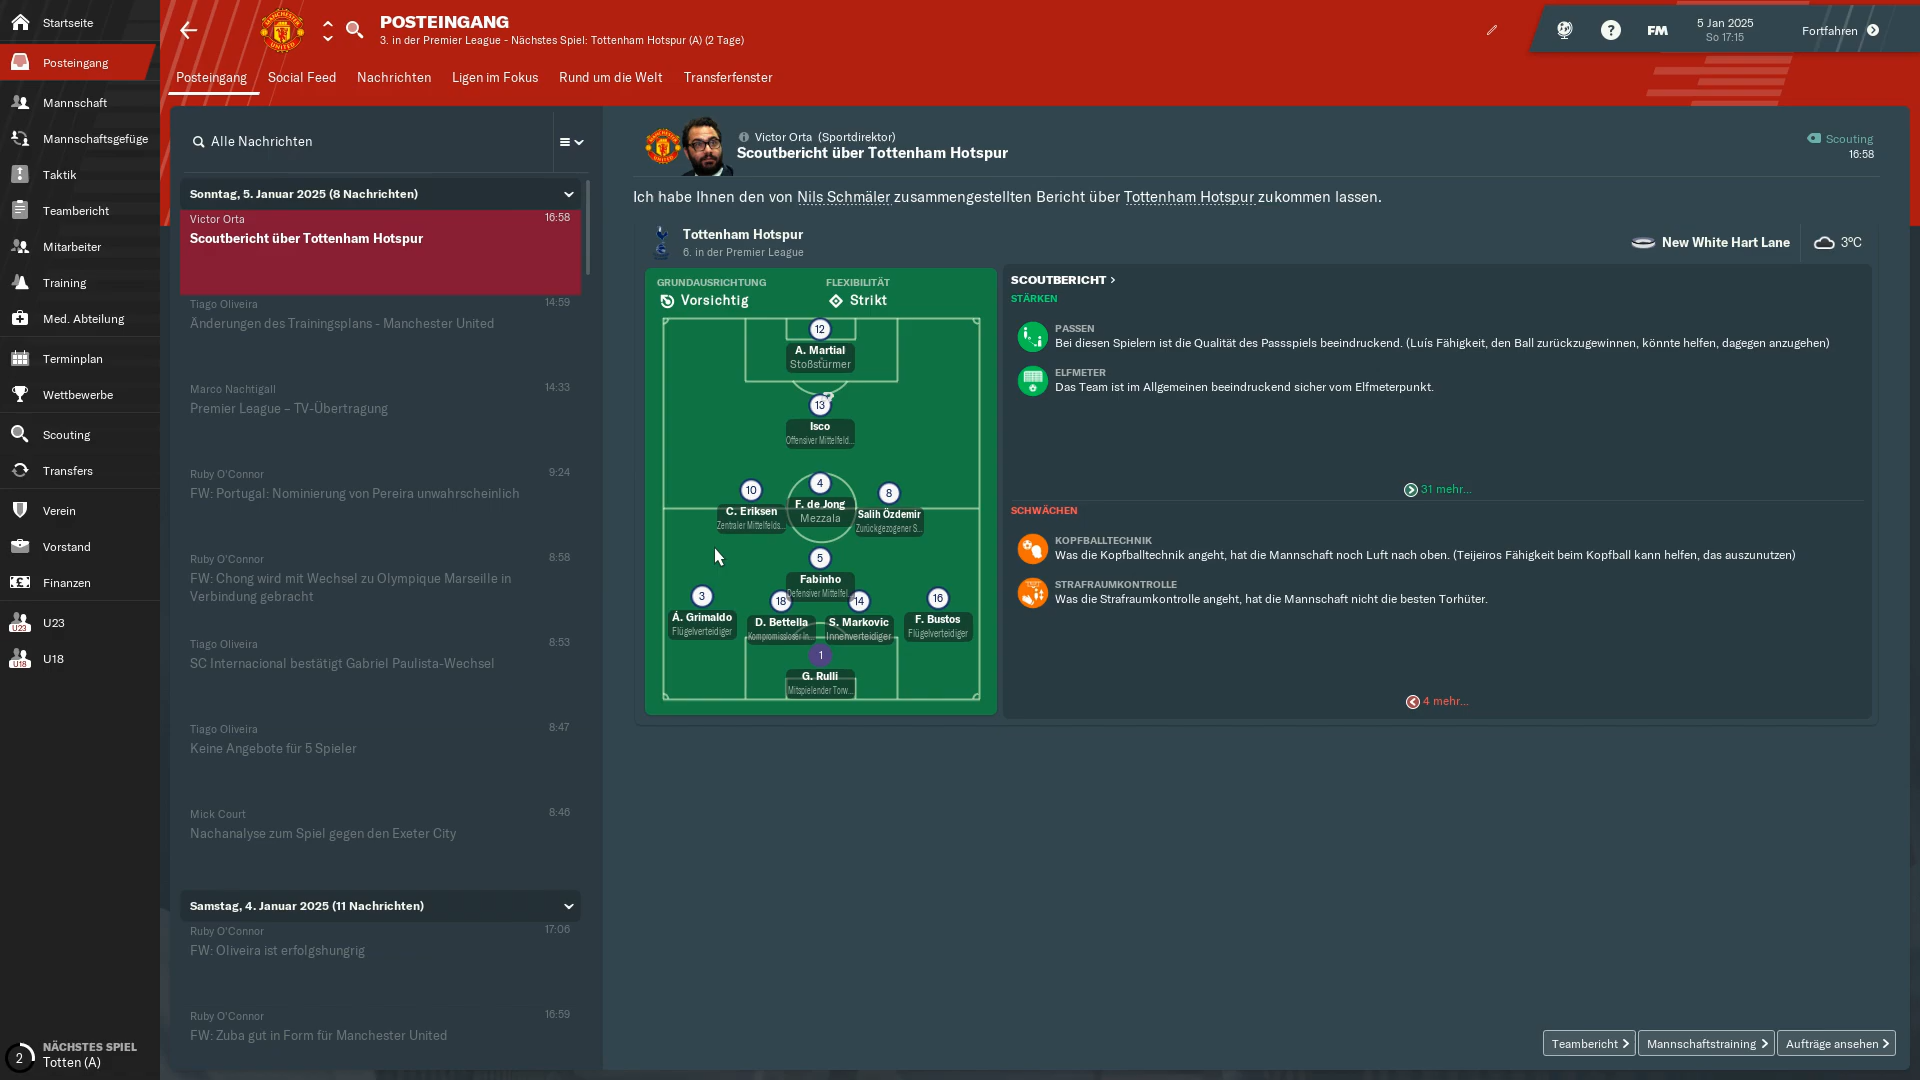 Startseite
Posteingang
Mannschaft
Mannschaftsgefüge
Taktik
Teambericht
Mitarbeiter
Training
Med. Abteilung
Terminplan
Wettbewerbe
Scouting
Transfers
Verein
Vorstand
Finanzen
U23
U23
U18
U18
2
NÄCHSTES SPIEL
Totten (A)
POSTEINGANG
3. in der Premier League - Nächstes Spiel: Tottenham Hotspur (A) (2 Tage)
? FM
5 Jan 2025
So 17:15
Fortfahren
Posteingang Social Feed Nachrichten Ligen im Fokus Rund um die Welt Transferfenster
Alle Nachrichten
Sonntag, 5. Januar 2025 (8 Nachrichten)
Victor Orta 16:58
Scoutbericht über Tottenham Hotspur
Tiago Oliveira 14:59
Änderungen des Trainingsplans - Manchester United
Marco Nachtigall 14:33
Premier League – TV-Übertragung
Ruby O'Connor 9:24
FW: Portugal: Nominierung von Pereira unwahrscheinlich
Ruby O'Connor 8:58
FW: Chong wird mit Wechsel zu Olympique Marseille in
Verbindung gebracht
Tiago Oliveira 8:53
SC Internacional bestätigt Gabriel Paulista-Wechsel
Tiago Oliveira 8:47
Keine Angebote für 5 Spieler
Mick Court 8:46
Nachanalyse zum Spiel gegen den Exeter City
Samstag, 4. Januar 2025 (11 Nachrichten)
Ruby O'Connor 17:06
FW: Oliveira ist erfolgshungrig
Ruby O'Connor 16:59
FW: Zuba gut in Form für Manchester United
Victor Orta (Sportdirektor)
Scoutbericht über Tottenham Hotspur
Scouting
16:58
Ich habe Ihnen den von Nils Schmäler zusammengestellten Bericht über Tottenham Hotspur zukommen lassen.
Tottenham Hotspur
6. in der Premier League
New White Hart Lane 3ºC
GRUNDAUSRICHTUNG FLEXIBILITÄT
Vorsichtig Strikt
12
A. Martial
Stoßstürmer
13
Isco
Offensiver Mittelfeld...
10 4 8
C. Eriksen F. de Jong Salih Özdemir
Zentraler Mittelfelds... Mezzala Zurückgezogener S...
5
Fabinho
Defensiver Mittelfel...
3 18 14 16
Á. Grimaldo D. Bettella S. Markovic F. Bustos
Flügelverteidiger Kompromissloser In... Innenverteidiger Flügelverteidiger
1
G. Rulli
Mitspielender Torw...
SCOUTBERICHT >
STÄRKEN
PASSEN
Bei diesen Spielern ist die Qualität des Passspiels beeindruckend. (Luís Fähigkeit, den Ball zurückzugewinnen, könnte helfen, dagegen anzugehen)
ELFMETER
Das Team ist im Allgemeinen beeindruckend sicher vom Elfmeterpunkt.
31 mehr...
SCHWÄCHEN
KOPFBALLTECHNIK
Was die Kopfballtechnik angeht, hat die Mannschaft noch Luft nach oben. (Teijeiros Fähigkeit beim Kopfball kann helfen, das auszunutzen)
STRAFRAUMKONTROLLE
Was die Strafraumkontrolle angeht, hat die Mannschaft nicht die besten Torhüter.
4 mehr...
Teambericht > Mannschaftstraining > Aufträge ansehen >